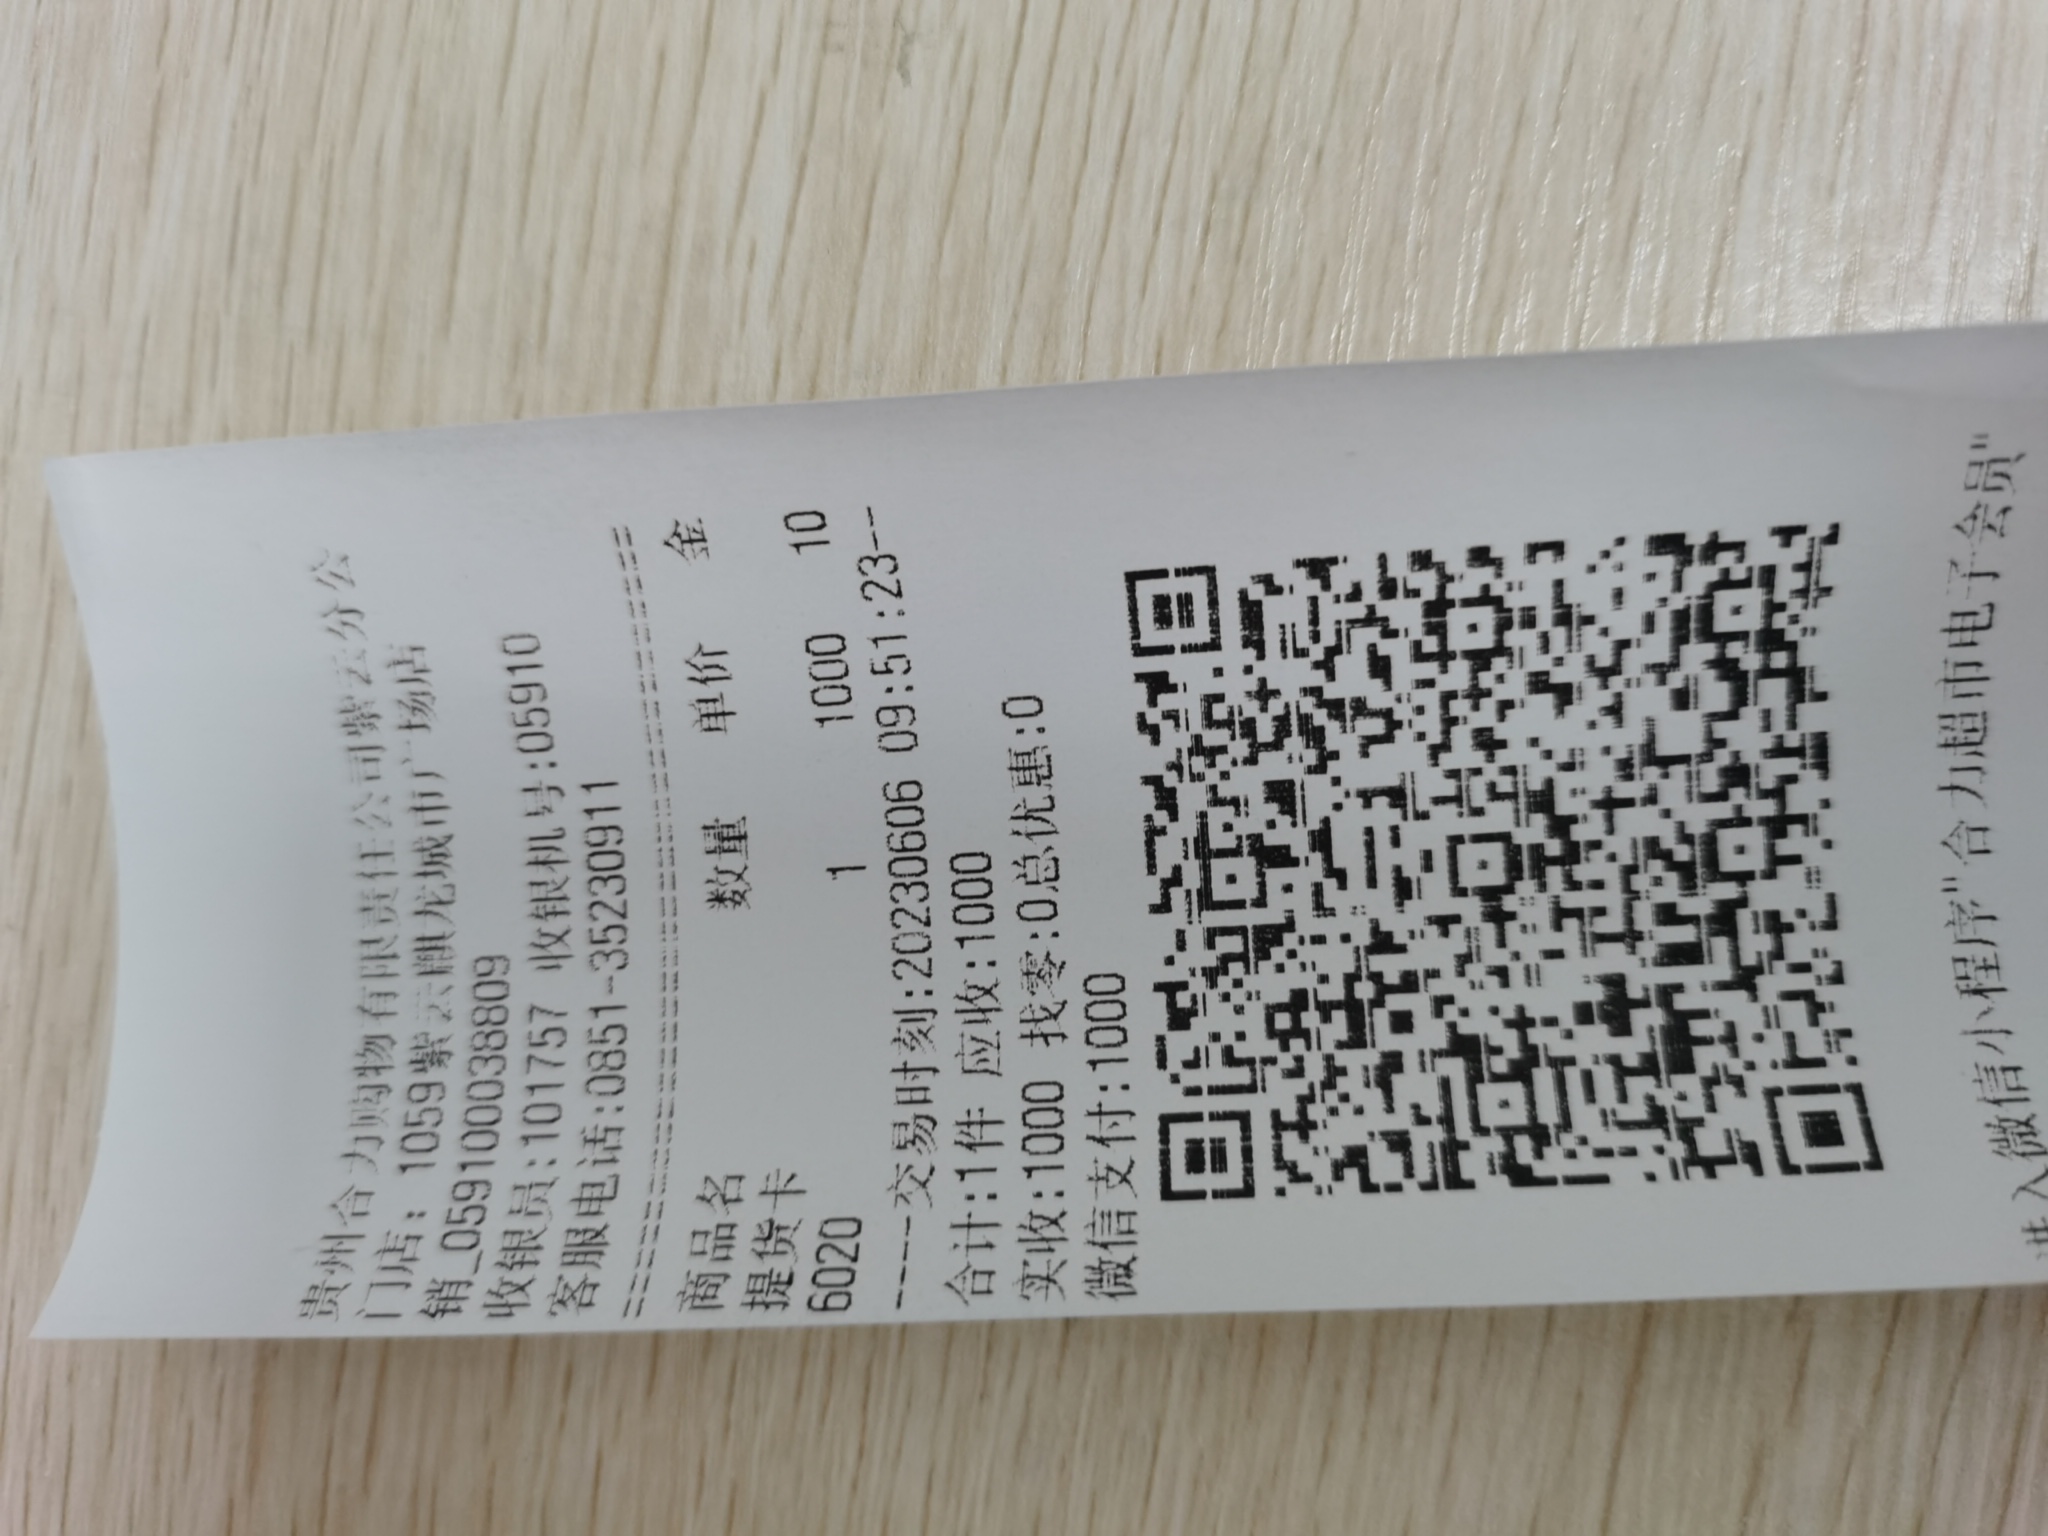 贵州合力购物有限责任公司紫云分公
门店：1059紫云麒龙城市广场店
销_0591000388809
收银员:101757 收银机号:05910
客服电话:0851-35230911
商品名 数量 单价 金
提货卡
6020 1 1000 10
-----交易时刻:20230606 09:51:23--
合计:1件 应收:1000
实收:1000 找零:0总优惠:0
微信支付:1000
进入微信小程序"合力超市电子会员"